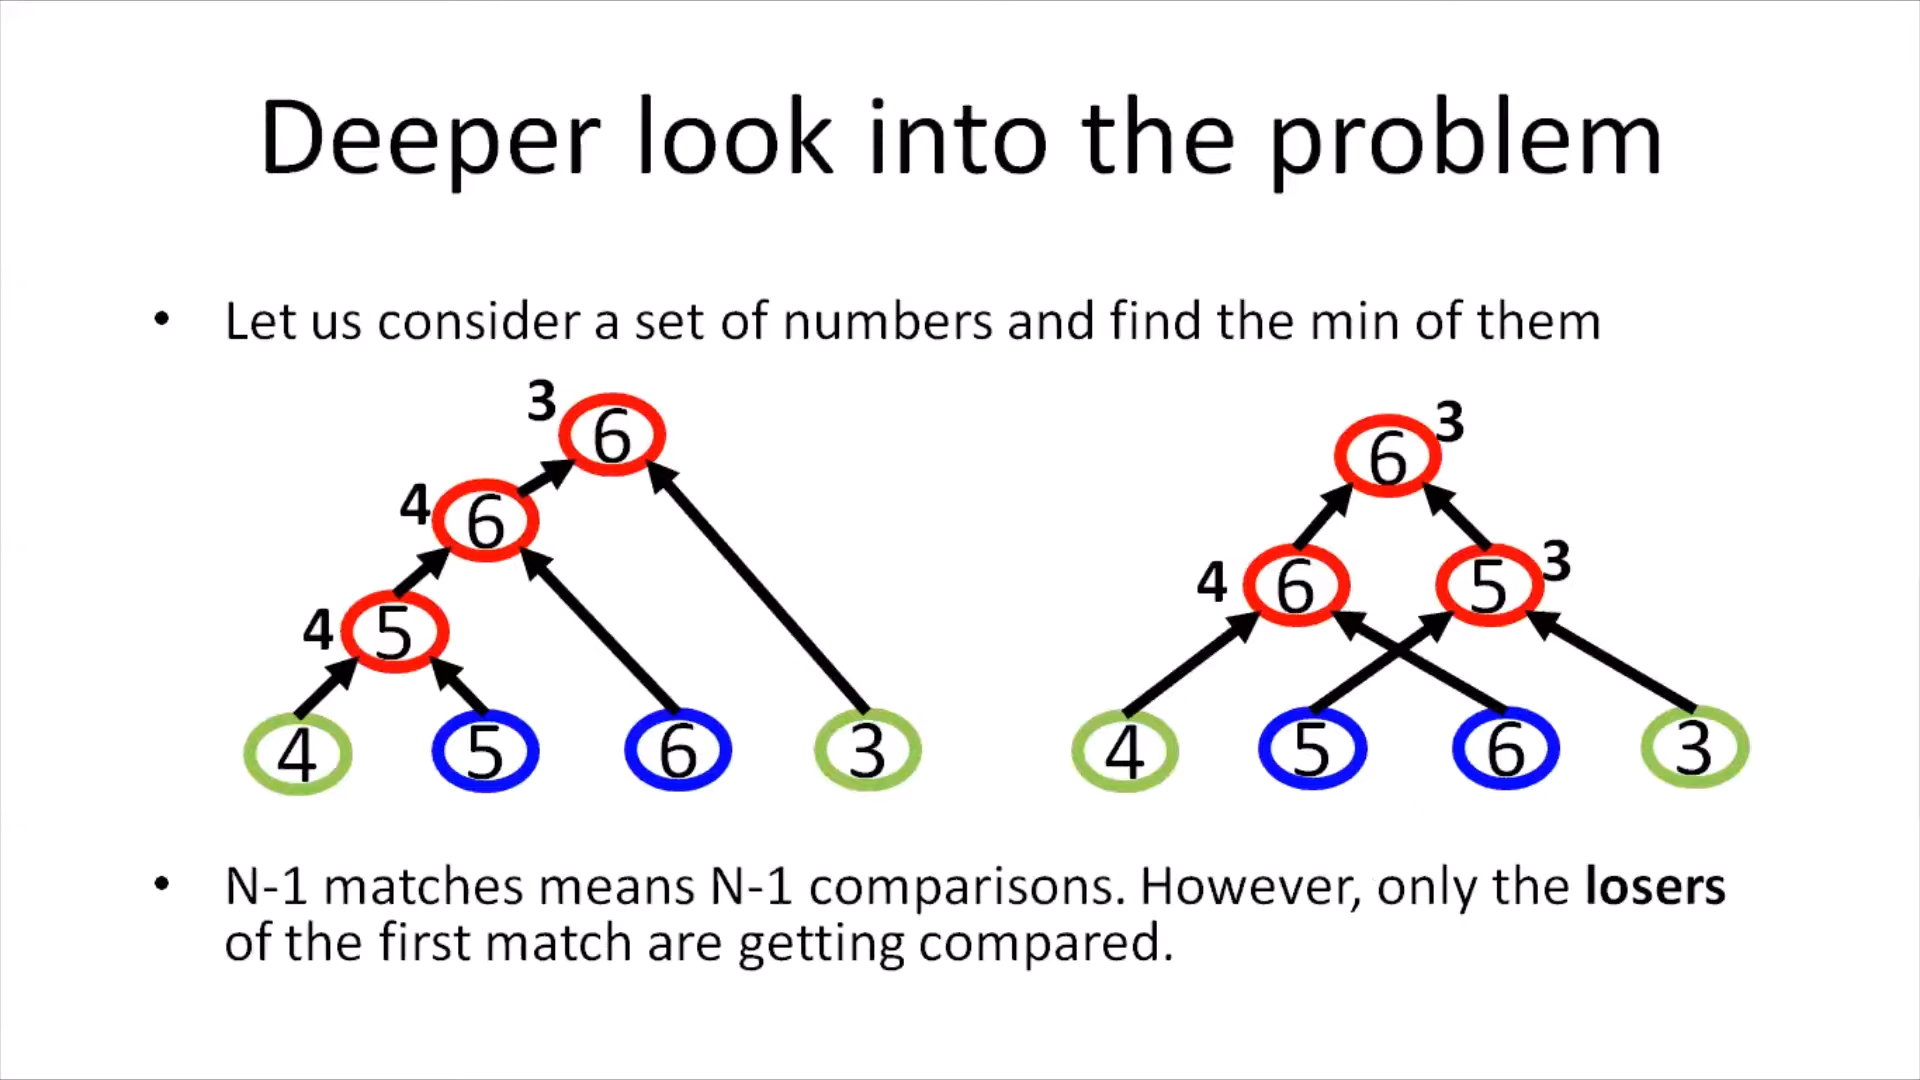 Deeper look into the problem
• Let us consider a set of numbers and find the min of them
3 6
6 3
4 6
4 6 5 3
4 5
4 5 6 3
4 5 6 3
• N-1 matches means N-1 comparisons. However, only the losers
of the first match are getting compared.